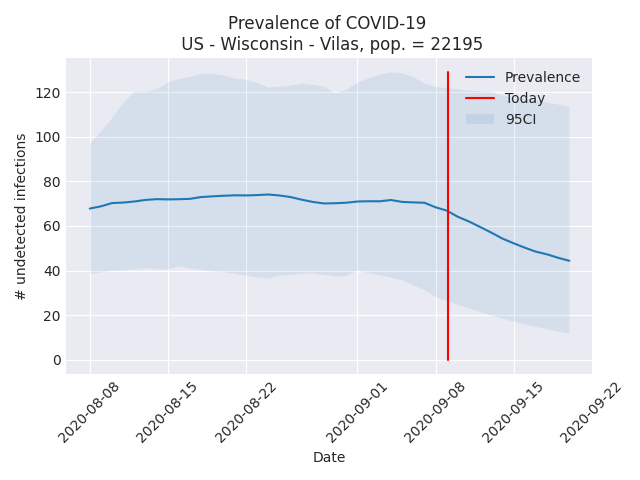 Prevalence of COVID-19
US - Wisconsin - Vilas, pop. = 22195
# undetected infections
120
100
80
60
40
20
0
Prevalence
Today
95CI
2020-08-08
2020-08-15
2020-08-22
2020-09-01
2020-09-08
2020-09-15
2020-09-22
Date